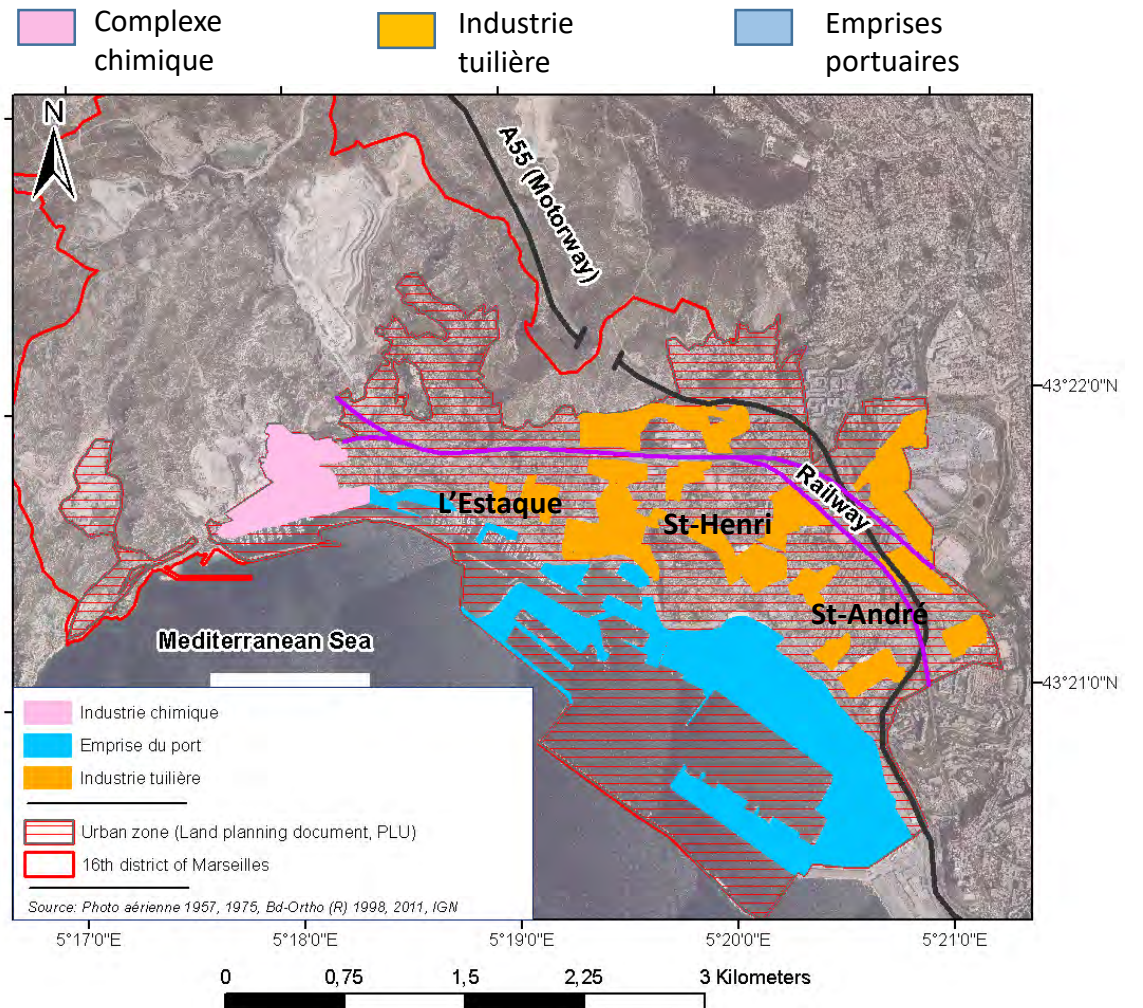 Complexe
chimique
Industrie
tuilière
Emprises
portuaires
N
A55 (Motorway)
43°22'0"N
Railway
L'Estaque
St-Henri
St-André
Mediterranean Sea
43°21'0"N
Industrie chimique
Emprise du port
Industrie tuilière
Urban zone (Land planning document, PLU)
16th district of Marseilles
Source: Photo aérienne 1957, 1975, Bd-Ortho (R) 1998, 2011, IGN
5°17'0"E 5°18'0"E 5°19'0"E 5°20'0"E 5°21'0"E
0 0,75 1,5 2,25 3 Kilometers